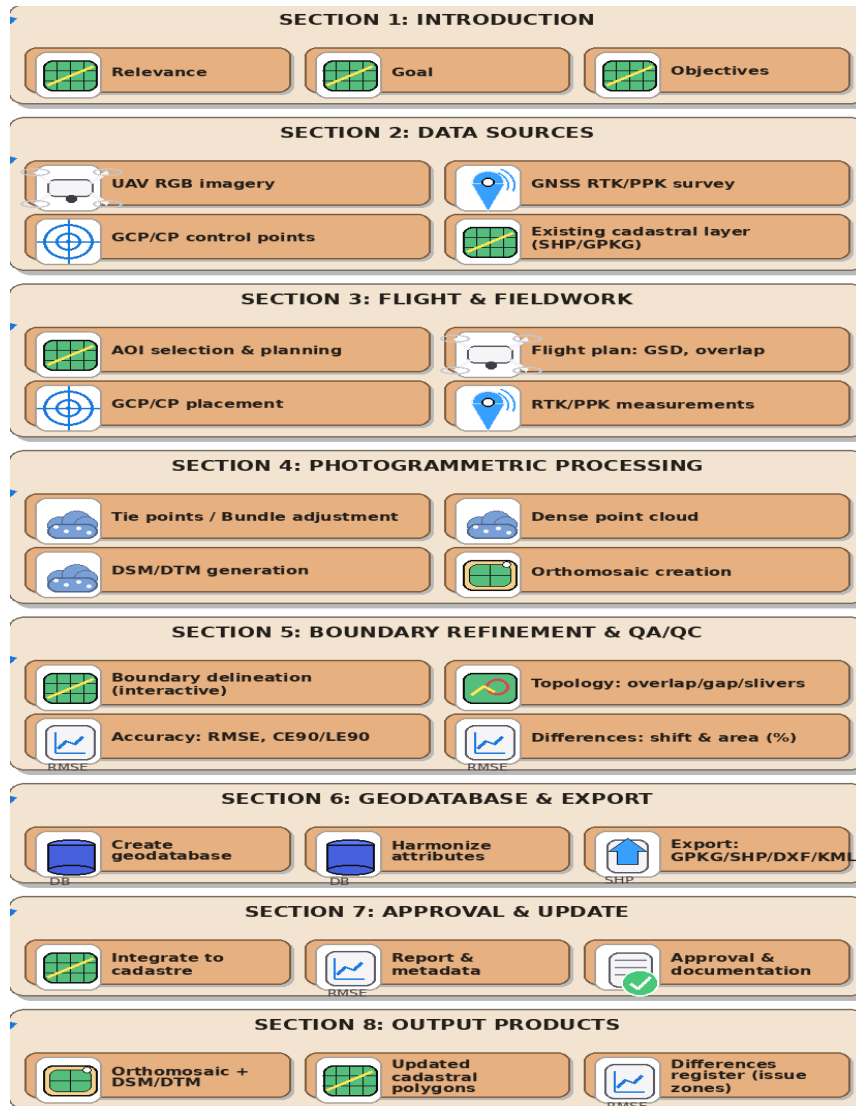 SECTION 1: INTRODUCTION
Relevance
Goal
Objectives
SECTION 2: DATA SOURCES
UAV RGB imagery
GNSS RTK/PPK survey
GCP/CP control points
Existing cadastral layer
(SHP/GPKG)
SECTION 3: FLIGHT & FIELDWORK
AOI selection & planning
Flight plan: GSD, overlap
GCP/CP placement
RTK/PPK measurements
SECTION 4: PHOTOGRAMMETRIC PROCESSING
Tie points / Bundle adjustment
Dense point cloud
DSM/DTM generation
Orthomosaic creation
SECTION 5: BOUNDARY REFINEMENT & QA/QC
Boundary delineation
(interactive)
Topology: overlap/gap/slivers
Accuracy: RMSE, CE90/LE90
RMSE
Differences: shift & area (%)
RMSE
SECTION 6: GEODATABASE & EXPORT
Create
geodatabase
DB
Harmonize
attributes
DB
Export:
GPKG/SHP/DXF/KML
SHP
SECTION 7: APPROVAL & UPDATE
Integrate to
cadastre
Report &
metadata
RMSE
Approval &
documentation
SECTION 8: OUTPUT PRODUCTS
Orthomosaic +
DSM/DTM
Updated
cadastral
polygons
Differences
register (issue
zones)
RMSE